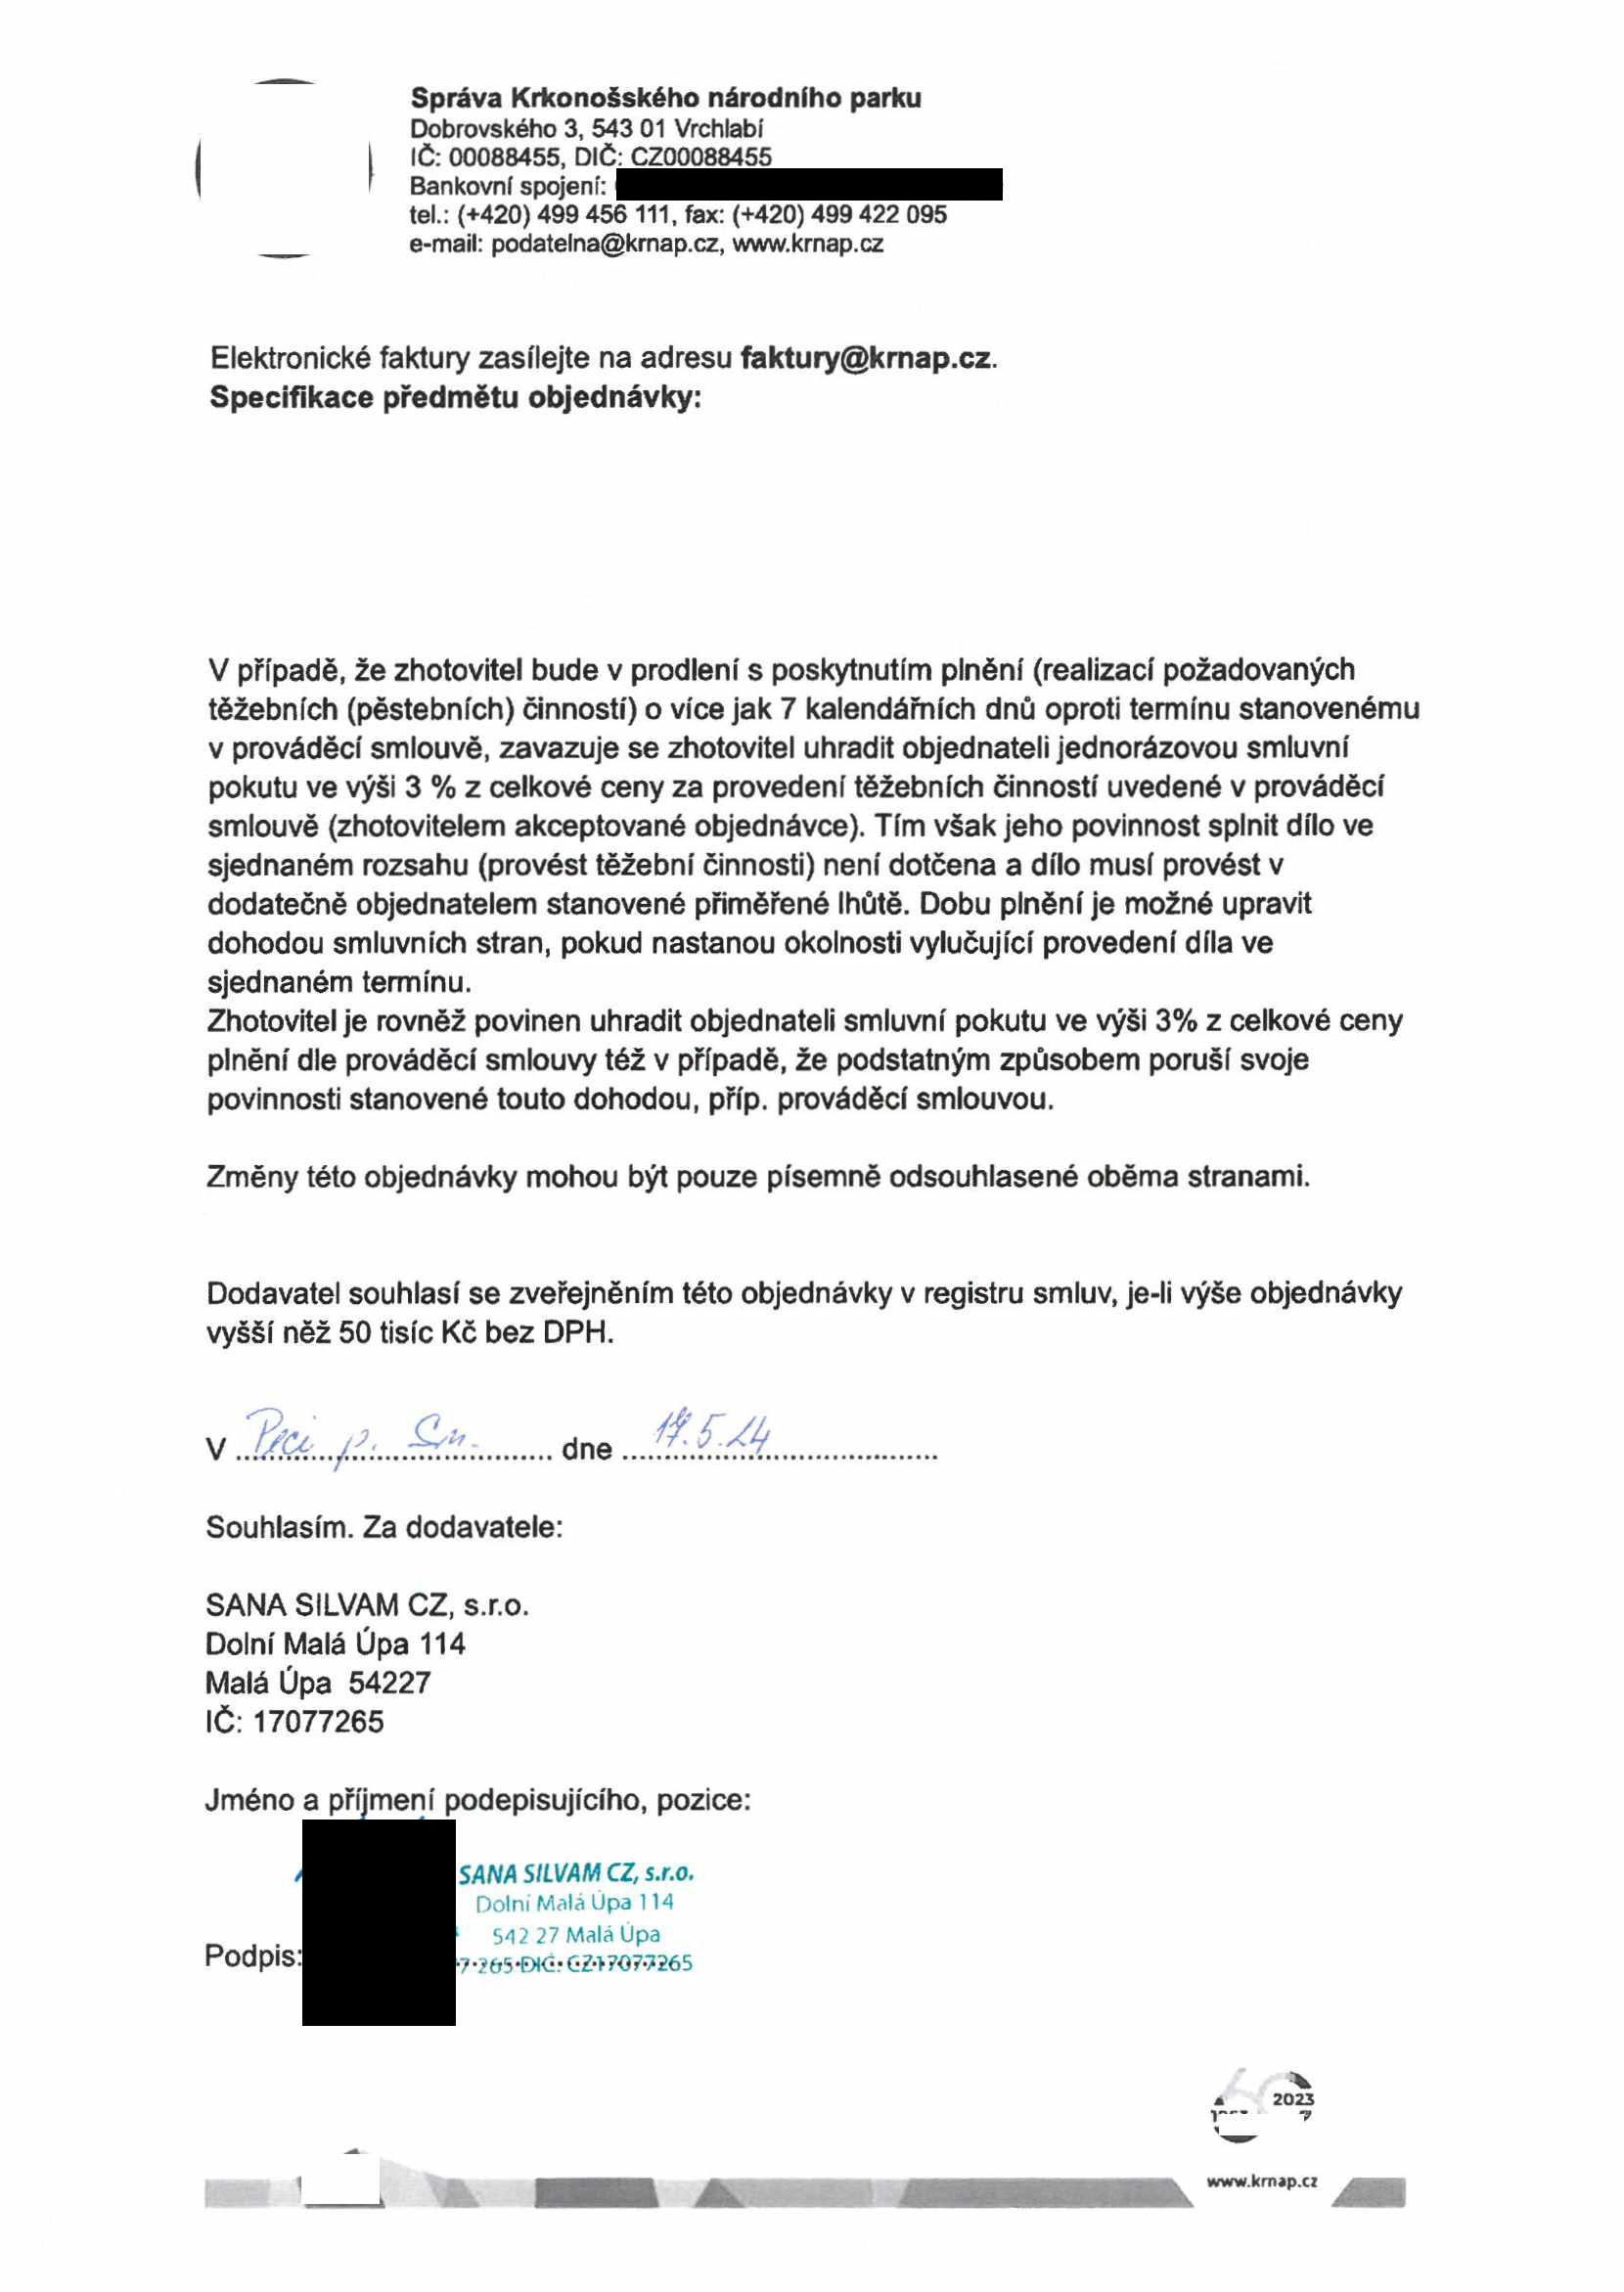 Správa Krkonošského národního parku
Dobrovského 3, 543 01 Vrchlabí
IČ: 00088455, DIČ: CZ00088455
Bankovní spojení:
tel.: (+420) 499 456 111, fax: (+420) 499 422 095
e-mail: podatelna@krnap.cz, www.krnap.cz
Elektronické faktury zasílejte na adresu faktury@krnap.cz.
Specifikace předmětu objednávky:
V případě, že zhotovitel bude v prodlení s poskytnutím plnění (realizací požadovaných
těžebních (pěstebních) činností) o více jak 7 kalendářních dnů oproti termínu stanovenému
v prováděcí smlouvě, zavazuje se zhotovitel uhradit objednateli jednorázovou smluvní
pokutu ve výši 3 % z celkové ceny za provedení těžebních činností uvedené v prováděcí
smlouvě (zhotovitelem akceptované objednávce). Tím však jeho povinnost splnit dílo ve
sjednaném rozsahu (provést těžební činnosti) není dotčena a dílo musí provést v
dodatečně objednatelem stanovené přiměřené lhůtě. Dobu plnění je možné upravit
dohodou smluvních stran, pokud nastanou okolnosti vylučující provedení díla ve
sjednaném termínu.
Zhotovitel je rovněž povinen uhradit objednateli smluvní pokutu ve výši 3% z celkové ceny
plnění dle prováděcí smlouvy též v případě, že podstatným způsobem poruší svoje
povinnosti stanovené touto dohodou, příp. prováděcí smlouvou.
Změny této objednávky mohou být pouze písemně odsouhlasené oběma stranami.
Dodavatel souhlasí se zveřejněním této objednávky v registru smluv, je-li výše objednávky
vyšší něž 50 tisíc Kč bez DPH.
V Peci p. Sn. dne 17.5.24
Souhlasím. Za dodavatele:
SANA SILVAM CZ, s.r.o.
Dolní Malá Úpa 114
Malá Úpa 54227
IČ: 17077265
Jméno a příjmení podepisujícího, pozice:
SANA SILVAM CZ, s.r.o.
Dolní Malá Úpa 114
542 27 Malá Úpa
Podpis: 7 265 DIČ: CZ17077265
2023
www.krnap.cz